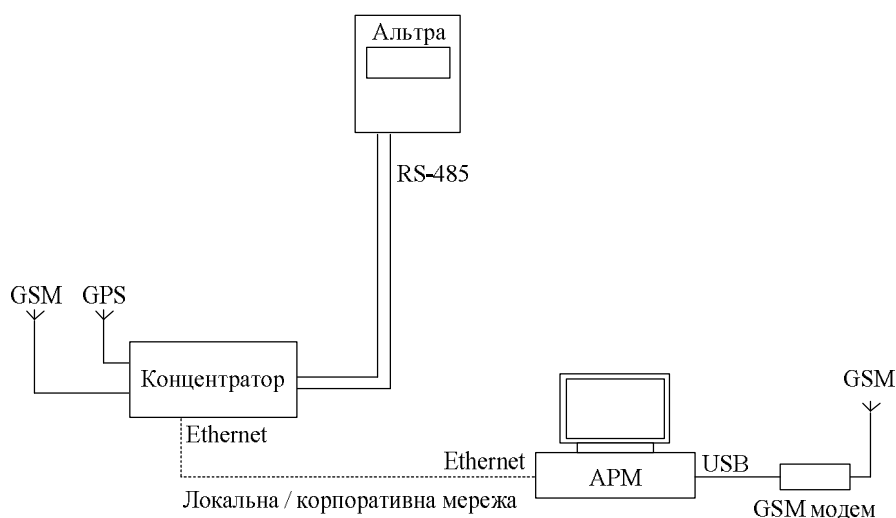 Альтра
RS-485
GSM
GPS
Концентратор
GSM
Ethernet
Ethernet
АРМ
USB
Локальна / корпоративна мережа
GSM модем